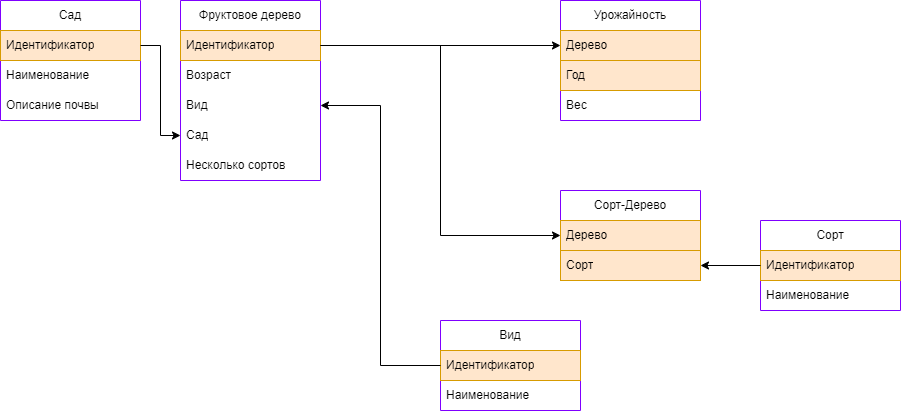 Сад
Идентификатор
Наименование
Описание почвы
Фруктовое дерево
Идентификатор
Возраст
Вид
Сад
Несколько сортов
Урожайность
Дерево
Год
Вес
Сорт-Дерево
Дерево
Сорт
Сорт
Идентификатор
Наименование
Вид
Идентификатор
Наименование